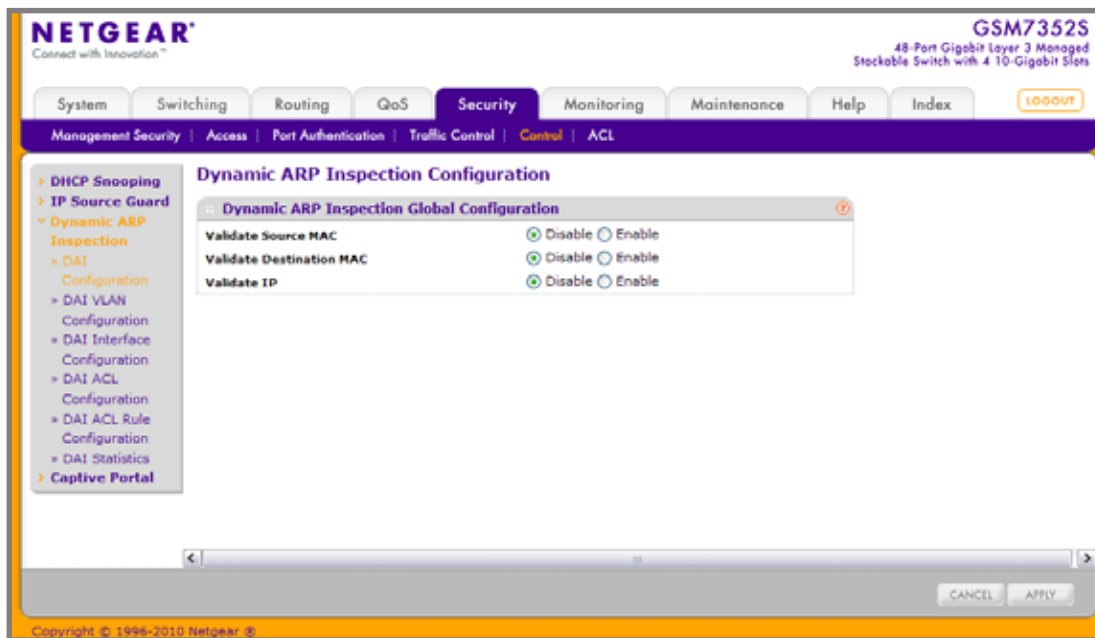 NETGEAR®
Connect with Innovation™
GSM7352S
48-Port Gigabit Layer 3 Managed
Stackable Switch with 4 10-Gigabit Slots
System Switching Routing QoS Security Monitoring Maintenance Help Index LOGOUT
Management Security | Access | Port Authentication | Traffic Control | Control | ACL
DHCP Snooping
IP Source Guard
Dynamic ARP
Inspection
» DAI
Configuration
» DAI VLAN
Configuration
» DAI Interface
Configuration
» DAI ACL
Configuration
» DAI ACL Rule
Configuration
» DAI Statistics
Captive Portal
Dynamic ARP Inspection Configuration
Dynamic ARP Inspection Global Configuration ?
Validate Source MAC Disable Enable
Validate Destination MAC Disable Enable
Validate IP Disable Enable
CANCEL APPLY
Copyright © 1996-2010 Netgear ®